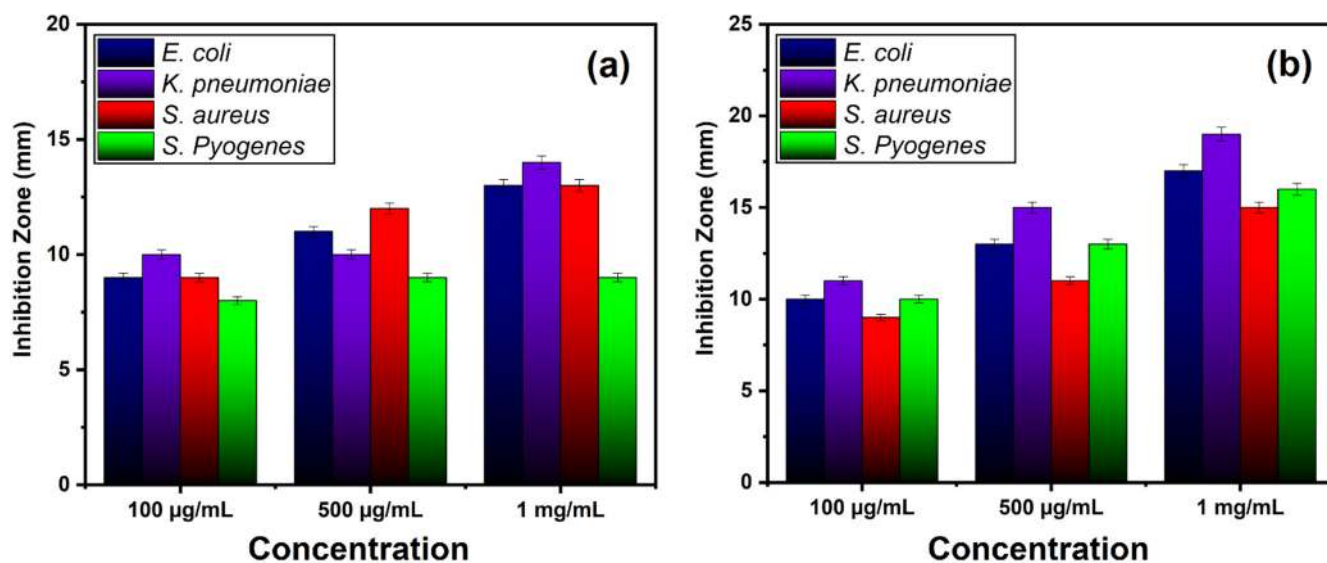 20
15
10
5
0
Inhibition Zone (mm)
E. coli
K. pneumoniae
S. aureus
S. Pyogenes
(a)
100 µg/mL 500 µg/mL 1 mg/mL
Concentration
25
20
15
10
5
0
Inhibition Zone (mm)
E. coli
K. pneumoniae
S. aureus
S. Pyogenes
(b)
100 µg/mL 500 µg/mL 1 mg/mL
Concentration